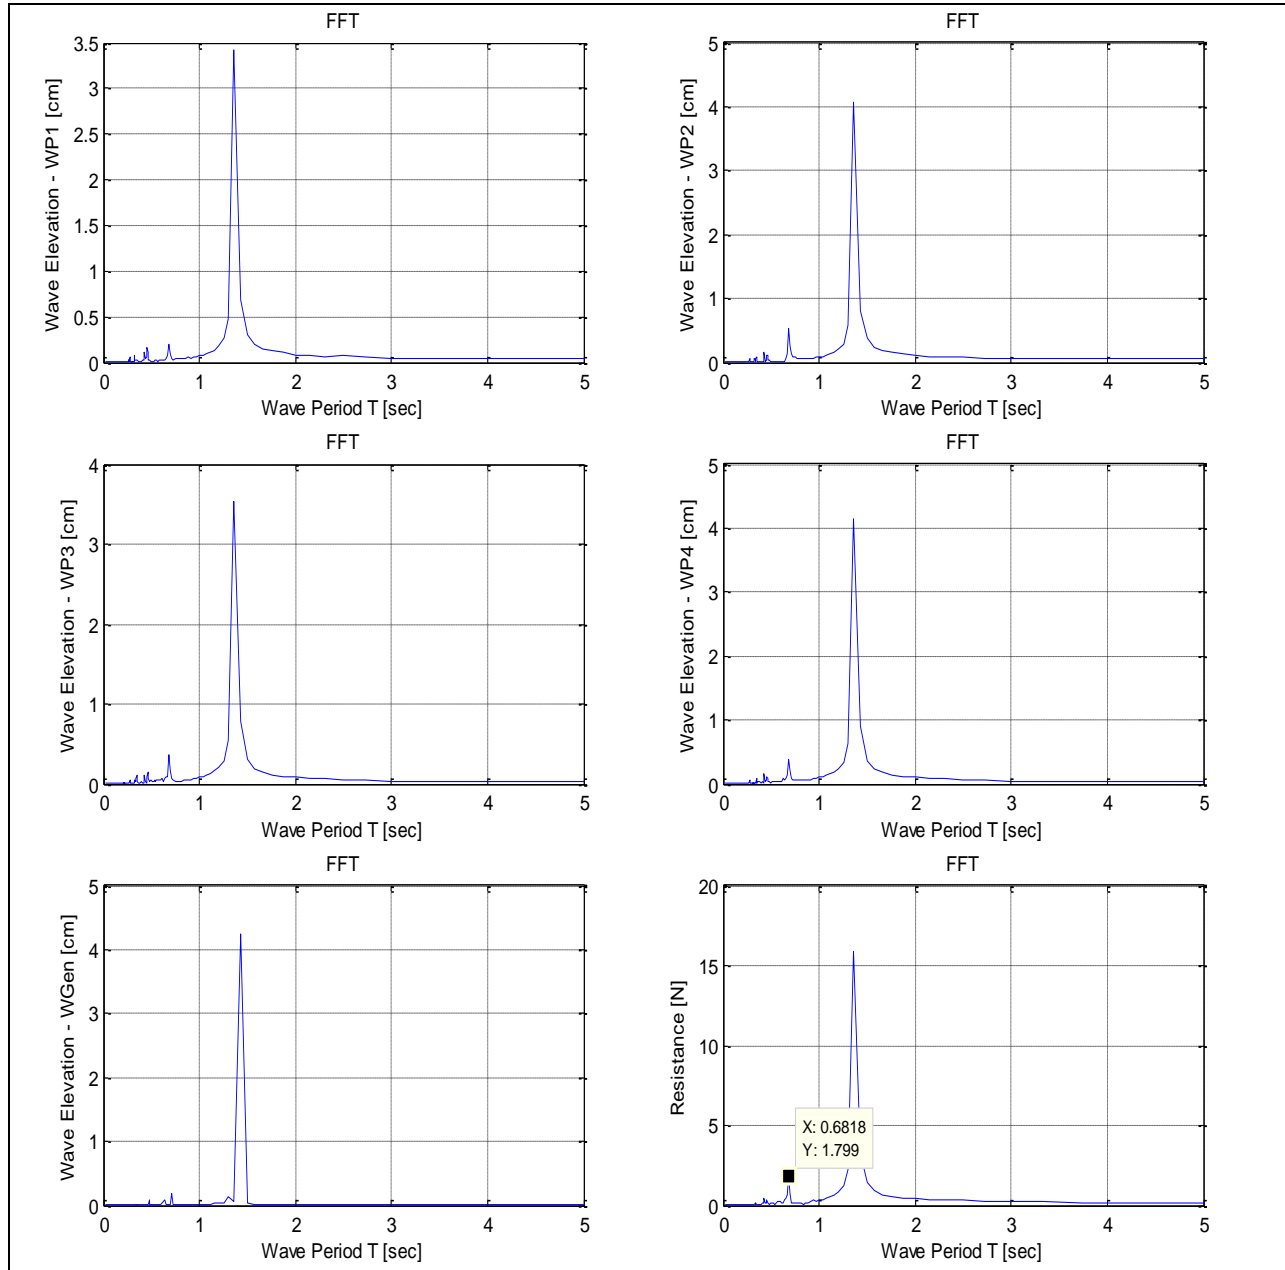 FFT
Wave Elevation - WP1 [cm]
3.5
3
2.5
2
1.5
1
0.5
0
0 1 2 3 4 5
Wave Period T [sec]
FFT
Wave Elevation - WP2 [cm]
5
4
3
2
1
0
0 1 2 3 4 5
Wave Period T [sec]
FFT
Wave Elevation - WP3 [cm]
4
3
2
1
0
0 1 2 3 4 5
Wave Period T [sec]
FFT
Wave Elevation - WP4 [cm]
5
4
3
2
1
0
0 1 2 3 4 5
Wave Period T [sec]
FFT
Wave Elevation - WGen [cm]
5
4
3
2
1
0
0 1 2 3 4 5
Wave Period T [sec]
FFT
Resistance [N]
20
15
10
5
0
X: 0.6818
Y: 1.799
0 1 2 3 4 5
Wave Period T [sec]